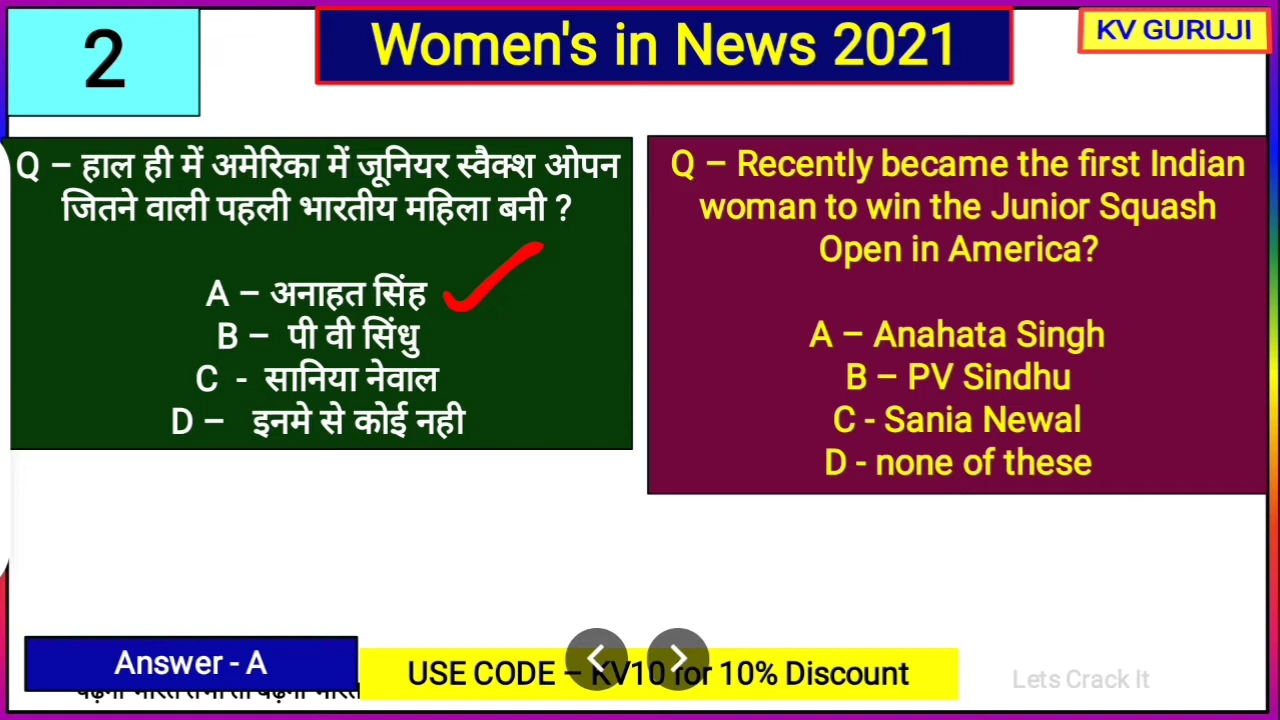 2
Women's in News 2021
KV GURUJI
Q – हाल ही में अमेरिका में जूनियर स्वैक्श ओपन
जितने वाली पहली भारतीय महिला बनी ?
A – अनाहत सिंह
B – पी वी सिंधु
C - सानिया नेवाल
D – इनमे से कोई नही
Q – Recently became the first Indian
woman to win the Junior Squash
Open in America?
A – Anahata Singh
B – PV Sindhu
C - Sania Newal
D - none of these
Answer - A
USE CODE – KV10 for 10% Discount
Lets Crack It